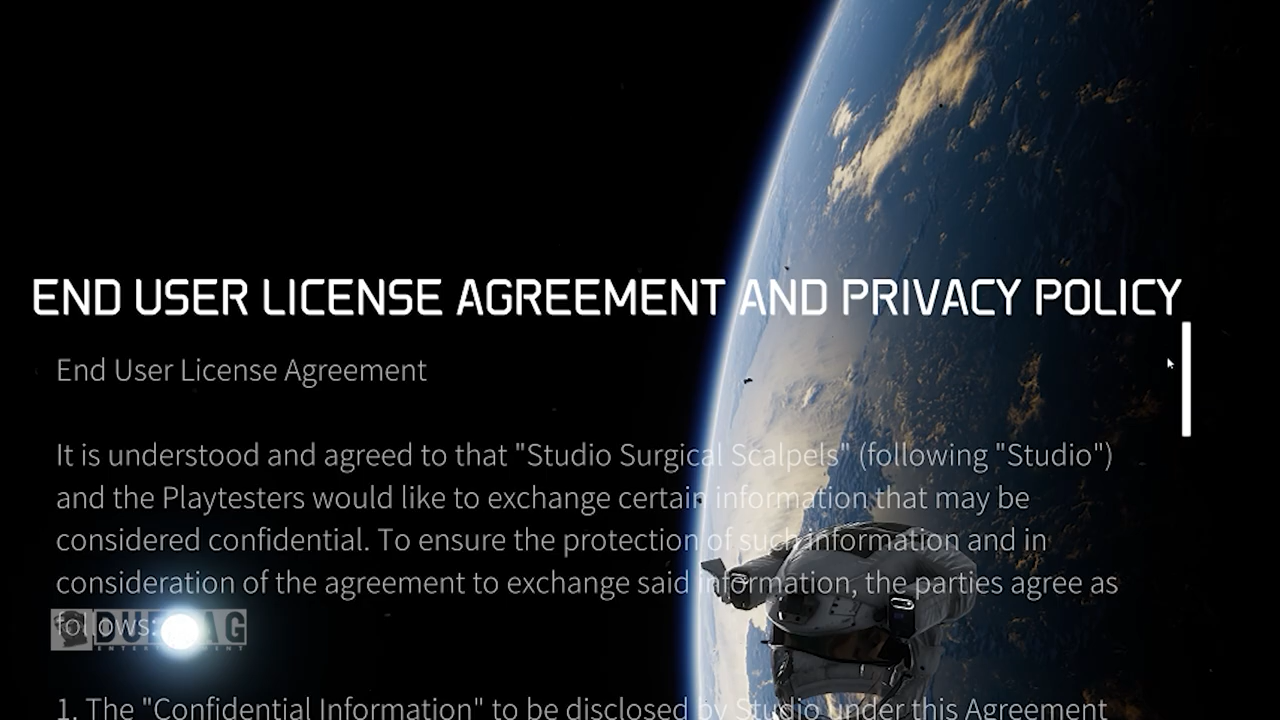 END USER LICENSE AGREEMENT AND PRIVACY POLICY
End User License Agreement
It is understood and agreed to that "Studio Surgical Scalpels" (following "Studio")
and the Playtesters would like to exchange certain information that may be
considered confidential. To ensure the protection of such information and in
consideration of the agreement to exchange said information, the parties agree as
follows:
1. The "Confidential Information" to be disclosed by Studio under this Agreement